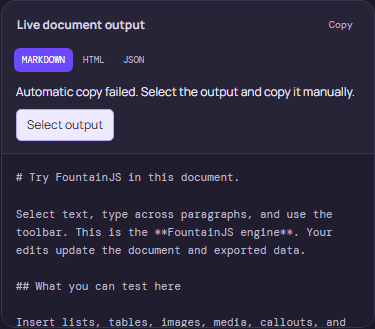 Live document output
Copy
MARKDOWN HTML JSON
Automatic copy failed. Select the output and copy it manually.
Select output
# Try FountainJS in this document.
Select text, type across paragraphs, and use the
toolbar. This is the **FountainJS engine**. Your
edits update the document and exported data.
## What you can test here
Insert lists, tables, images, media, callouts, and